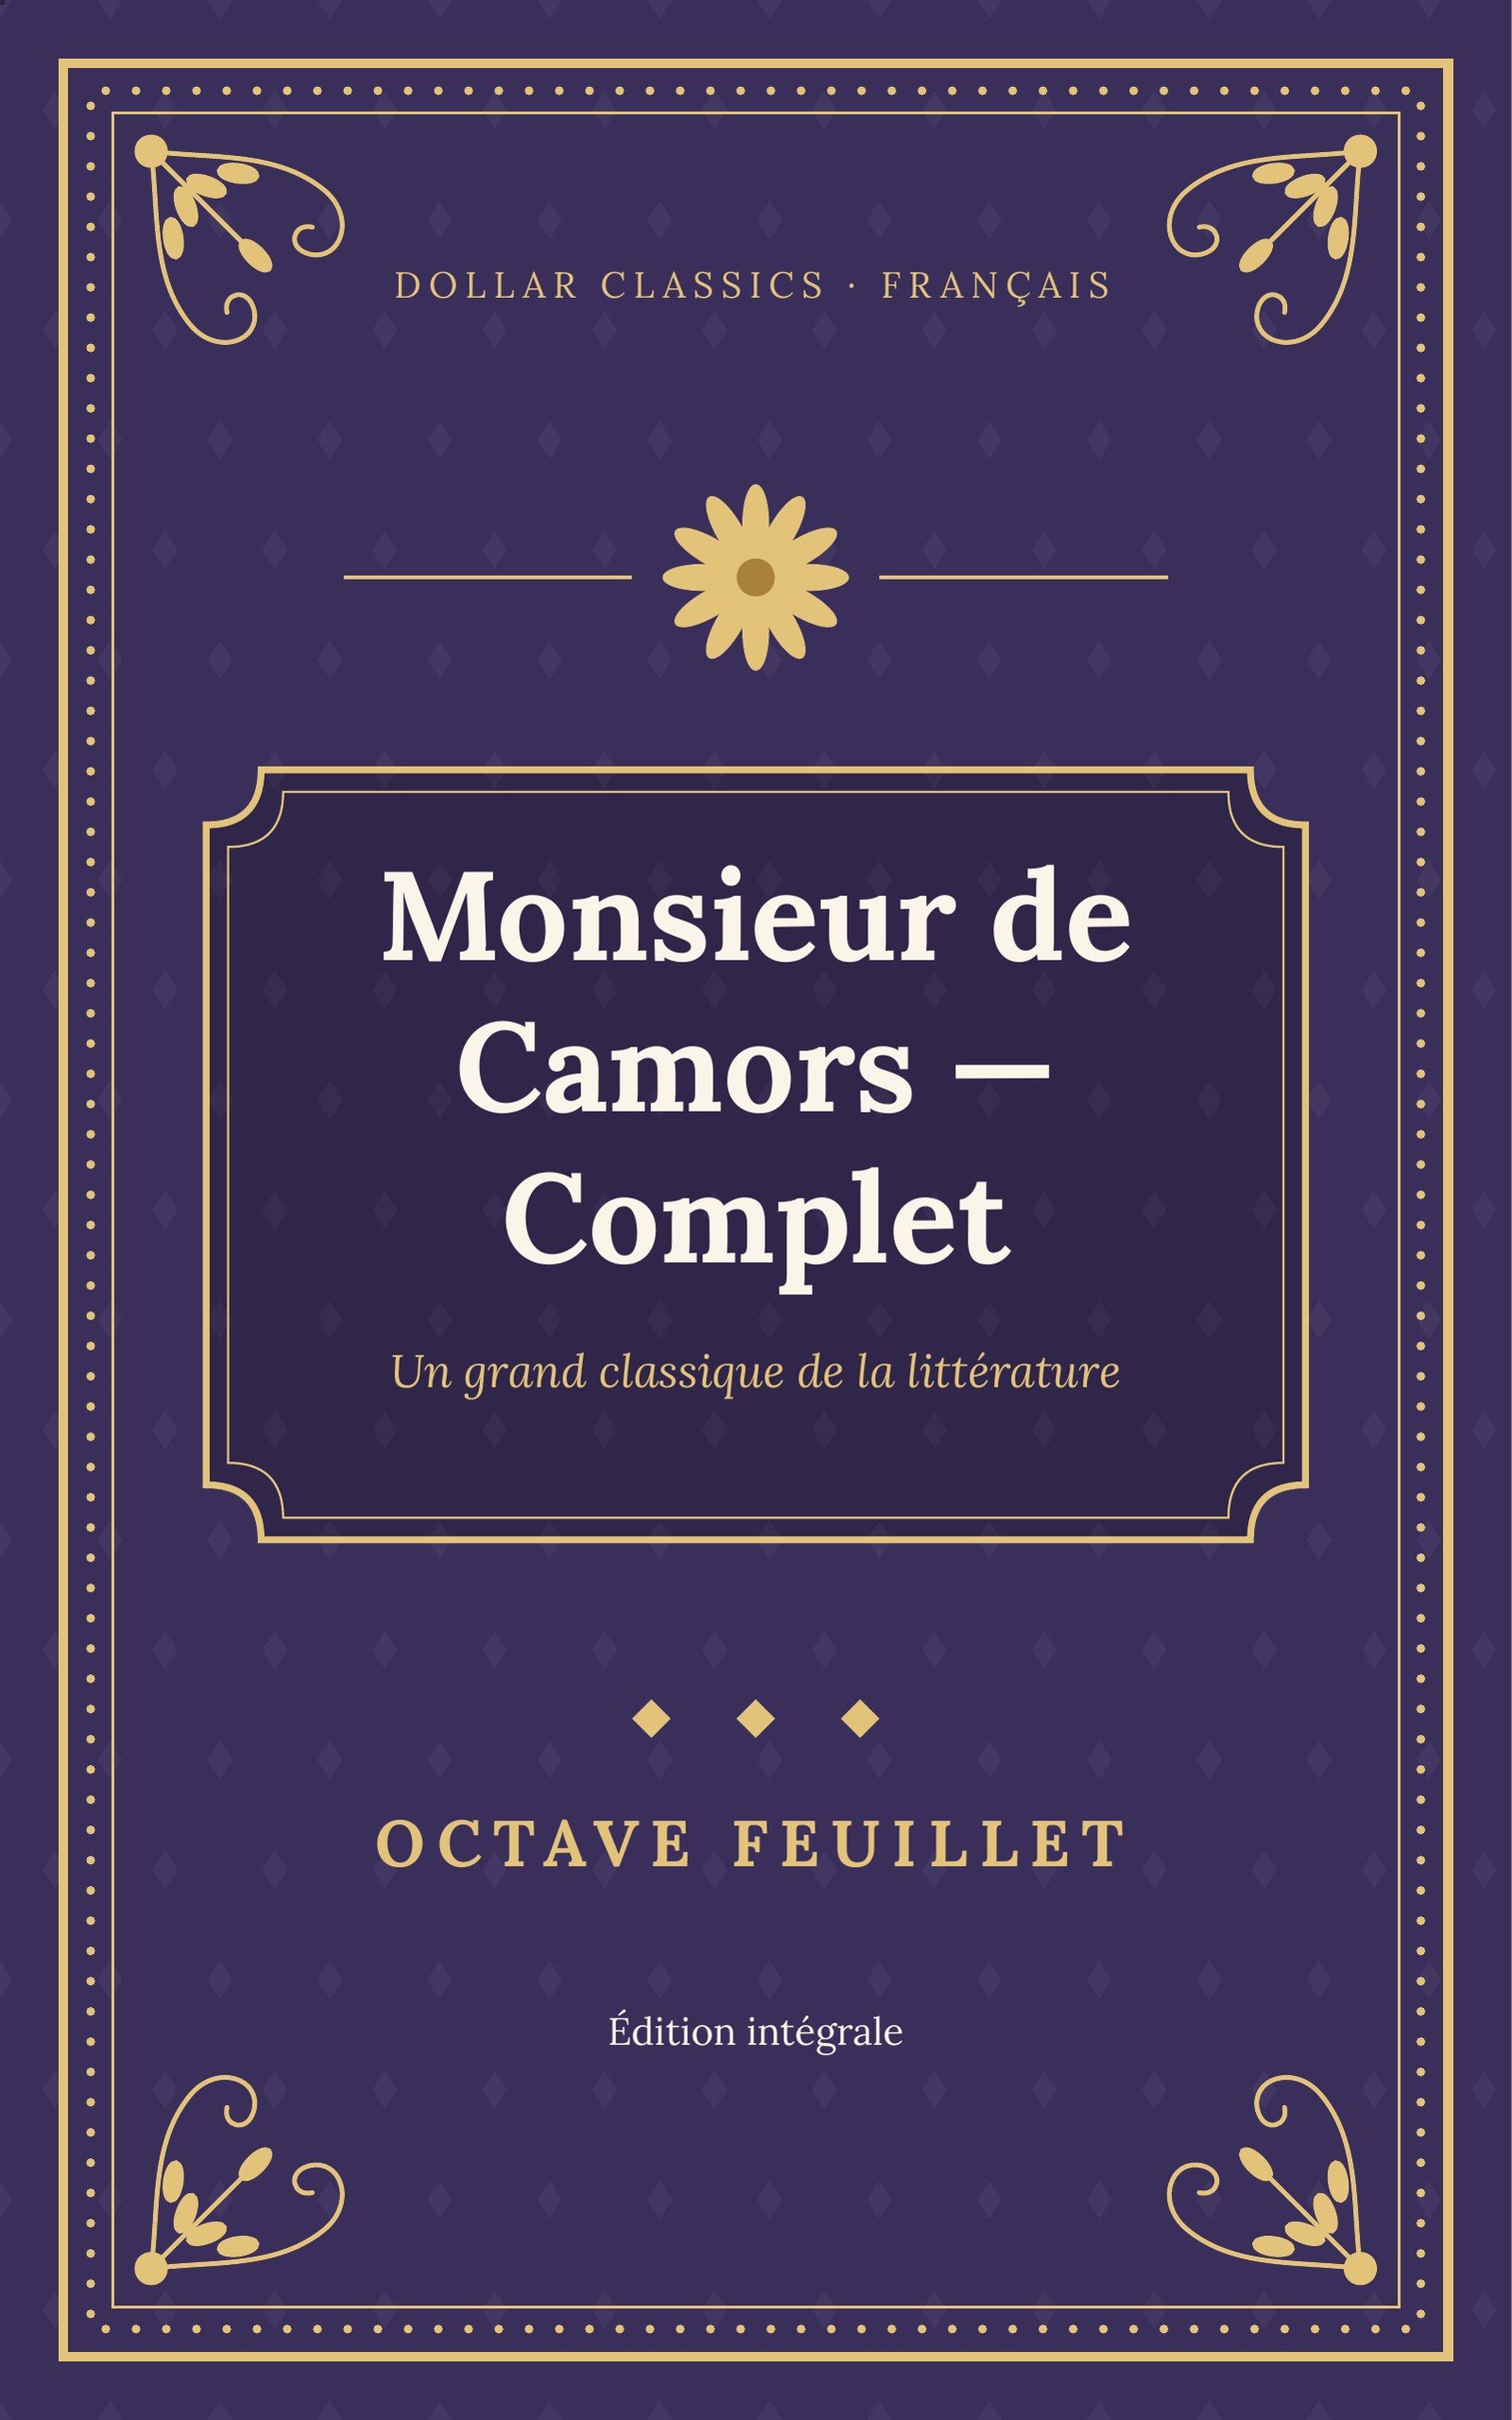 DOLLAR CLASSICS · FRANÇAIS
Monsieur de
Camors —
Complet
Un grand classique de la littérature
OCTAVE FEUILLET
Édition intégrale